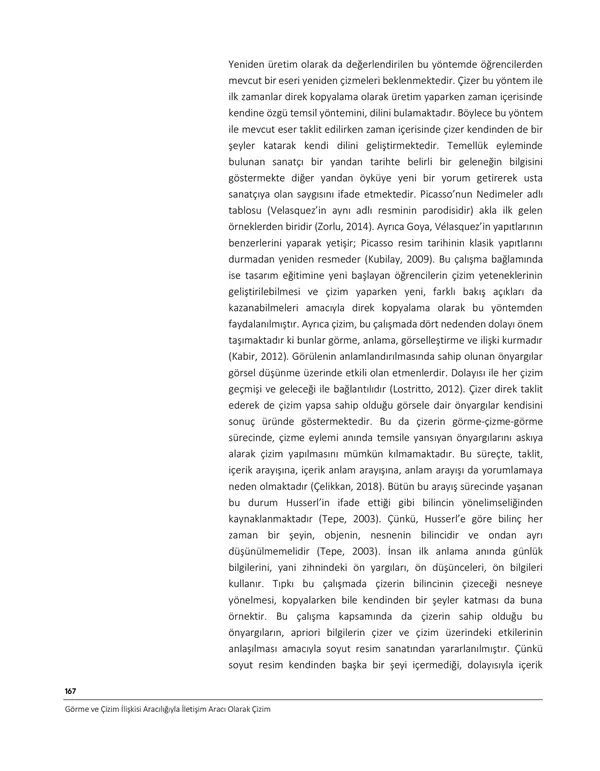 Yeniden üretim olarak da değerlendirilen bu yöntemde öğrencilerden
mevcut bir eseri yeniden çizmeleri beklenmektedir. Çizer bu yöntem ile
ilk zamanlar direk kopyalama olarak üretim yaparken zaman içerisinde
kendine özgü temsil yöntemini, dilini bulamaktadır. Böylece bu yöntem
ile mevcut eser taklit edilirken zaman içerisinde çizer kendinden de bir
şeyler katarak kendi dilini geliştirmektedir. Temellük eyleminde
bulunan sanatçı bir yandan tarihte belirli bir geleneğin bilgisini
göstermekte diğer yandan öyküye yeni bir yorum getirerek usta
sanatçıya olan saygısını ifade etmektedir. Picasso’nun Nedimeler adlı
tablosu (Velasquez’in aynı adlı resminin parodisidir) akla ilk gelen
örneklerden biridir (Zorlu, 2014). Ayrıca Goya, Vélasquez’in yapıtlarının
benzerlerini yaparak yetişir; Picasso resim tarihinin klasik yapıtlarını
durmadan yeniden resmeder (Kubilay, 2009). Bu çalışma bağlamında
ise tasarım eğitimine yeni başlayan öğrencilerin çizim yeteneklerinin
geliştirilebilmesi ve çizim yaparken yeni, farklı bakış açıkları da
kazanabilmeleri amacıyla direk kopyalama olarak bu yöntemden
faydalanılmıştır. Ayrıca çizim, bu çalışmada dört nedenden dolayı önem
taşımaktadır ki bunlar görme, anlama, görselleştirme ve ilişki kurmadır
(Kabir, 2012). Görülenin anlamlandırılmasında sahip olunan önyargılar
görsel düşünme üzerinde etkili olan etmenlerdir. Dolayısı ile her çizim
geçmişi ve geleceği ile bağlantılıdır (Lostritto, 2012). Çizer direk taklit
ederek de çizim yapsa sahip olduğu görsele dair önyargılar kendisini
sonuç üründe göstermektedir. Bu da çizerin görme-çizme-görme
sürecinde, çizme eylemi anında temsile yansıyan önyargılarını askıya
alarak çizim yapılmasını mümkün kılmamaktadır. Bu süreçte, taklit,
içerik arayışına, içerik anlam arayışına, anlam arayışı da yorumlamaya
neden olmaktadır (Çelikkan, 2018). Bütün bu arayış sürecinde yaşanan
bu durum Husserl’in ifade ettiği gibi bilincin yönelimseliğinden
kaynaklanmaktadır (Tepe, 2003). Çünkü, Husserl’e göre bilinç her
zaman bir şeyin, objenin, nesnenin bilincidir ve ondan ayrı
düşünülmemelidir (Tepe, 2003). İnsan ilk anlama anında günlük
bilgilerini, yani zihnindeki ön yargıları, ön düşünceleri, ön bilgileri
kullanır. Tıpkı bu çalışmada çizerin bilincinin çizeceği nesneye
yönelmesi, kopyalarken bile kendinden bir şeyler katması da buna
örnektir. Bu çalışma kapsamında da çizerin sahip olduğu bu
önyargıların, apriori bilgilerin çizer ve çizim üzerindeki etkilerinin
anlaşılması amacıyla soyut resim sanatından yararlanılmıştır. Çünkü
soyut resim kendinden başka bir şeyi içermediği, dolayısıyla içerik
167
Görme ve Çizim İlişkisi Aracılığıyla İletişim Aracı Olarak Çizim